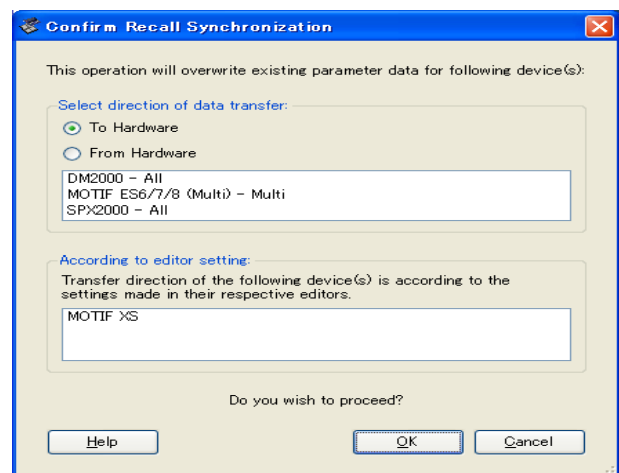 Confirm Recall Synchronization
This operation will overwrite existing parameter data for following device(s):
Select direction of data transfer:
To Hardware
From Hardware
DM2000 - All
MOTIF ES6/7/8 (Multi) - Multi
SPX2000 - All
According to editor setting:
Transfer direction of the following device(s) is according to the
settings made in their respective editors.
MOTIF XS
Do you wish to proceed?
Help
OK
Cancel